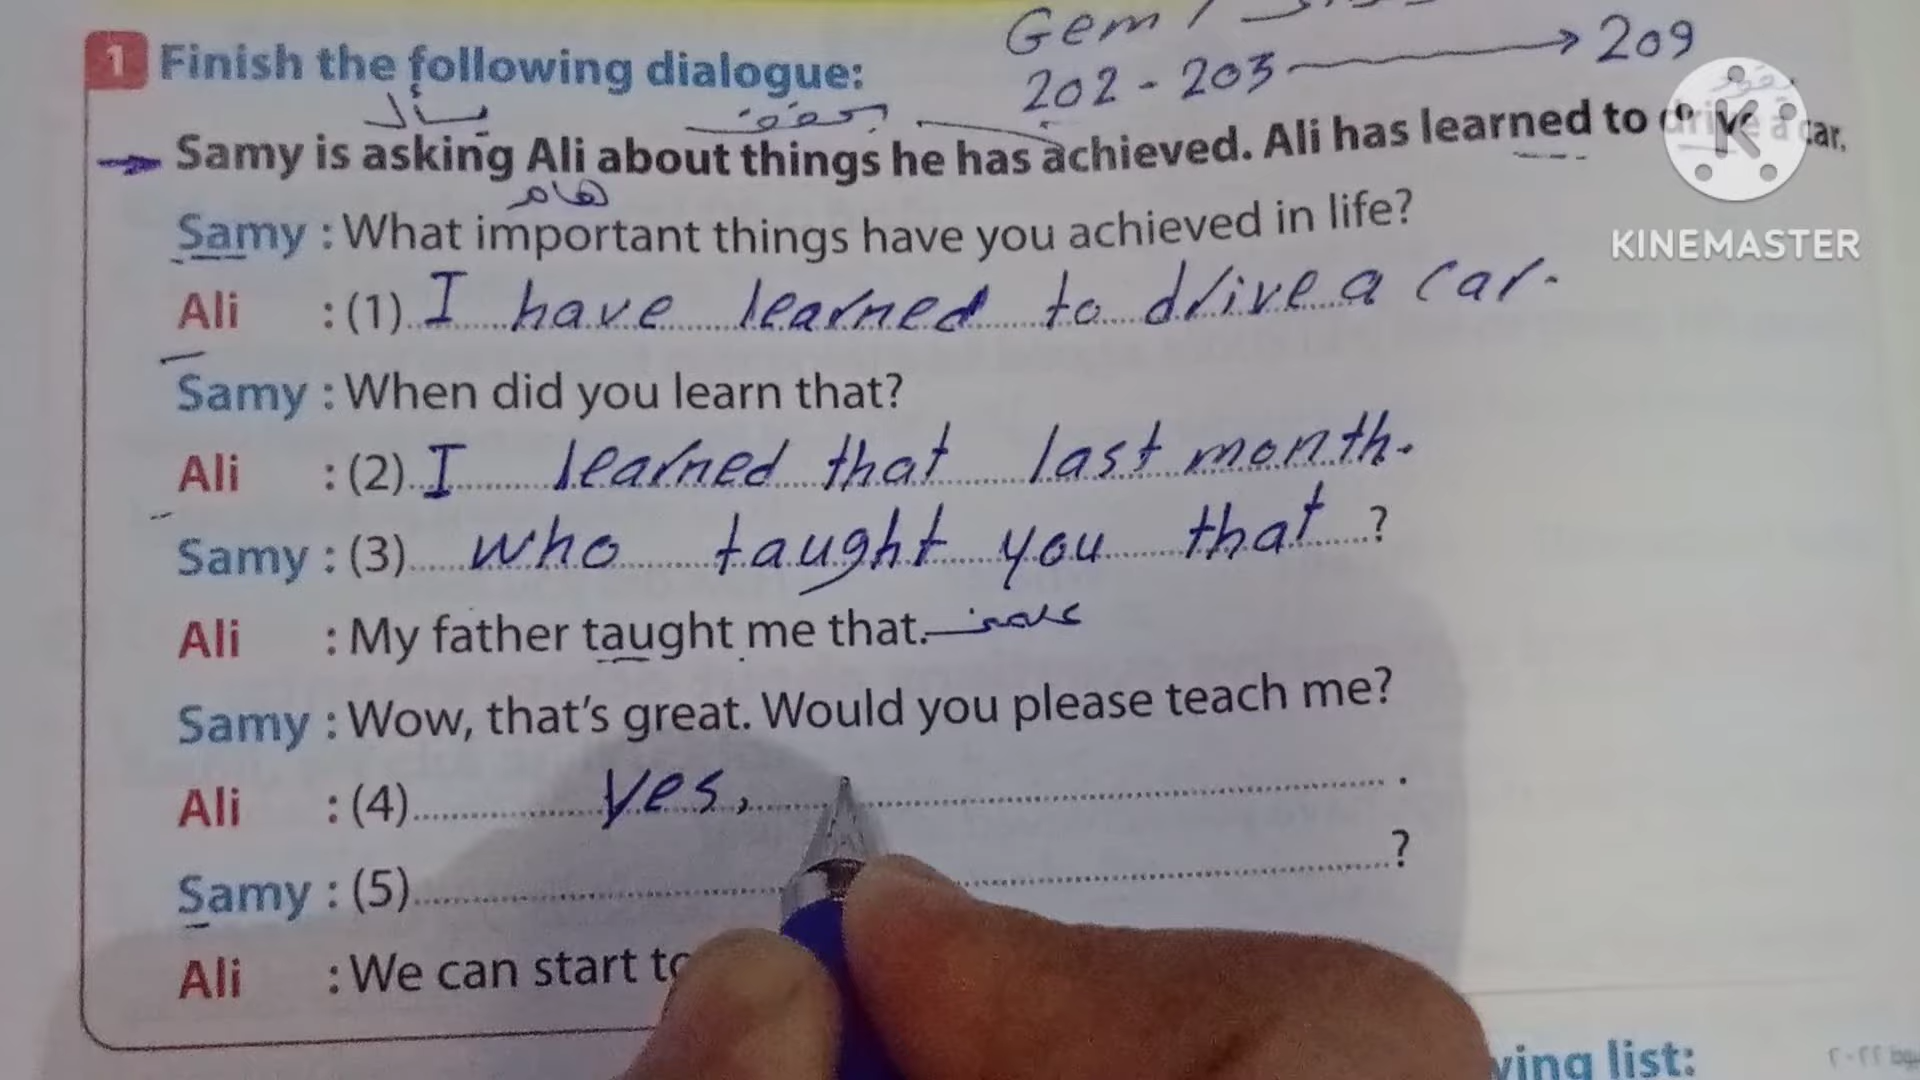 Gem /
202 - 203 → 209
1 Finish the following dialogue:
Samy is asking Ali about things he has achieved. Ali has learned to drive a car.
هام
Samy : What important things have you achieved in life?
Ali : (1) I have learned to drive a car.
Samy : When did you learn that?
Ali : (2) I learned that last month.
Samy : (3) who taught you that ?
Ali : My father taught me that.
Samy : Wow, that's great. Would you please teach me?
Ali : (4) yes, .
Samy : (5) ?
Ali : We can start
list:
KINEMASTER